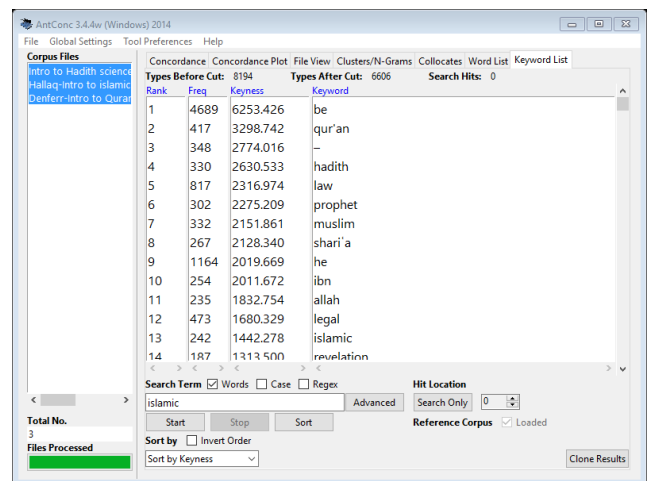 AntConc 3.4.4w (Windows) 2014
File Global Settings Tool Preferences Help
Corpus Files
Intro to Hadith science
Hallaq-Intro to islamic
Denferr-Intro to Qurar
Concordance Concordance Plot File View Clusters/N-Grams Collocates Word List Keyword List
Types Before Cut: 8194 Types After Cut: 6606 Search Hits: 0
Rank Freq Keyness Keyword
1 4689 6253.426 be
2 417 3298.742 qur'an
3 348 2774.016 –
4 330 2630.533 hadith
5 817 2316.974 law
6 302 2275.209 prophet
7 332 2151.861 muslim
8 267 2128.340 shari`a
9 1164 2019.669 he
10 254 2011.672 ibn
11 235 1832.754 allah
12 473 1680.329 legal
13 242 1442.278 islamic
14 187 1313.500 revelation
Search Term Words Case Regex Hit Location
islamic Advanced Search Only 0
Start Stop Sort Reference Corpus Loaded
Sort by Invert Order
Sort by Keyness Clone Results
Total No.
3
Files Processed